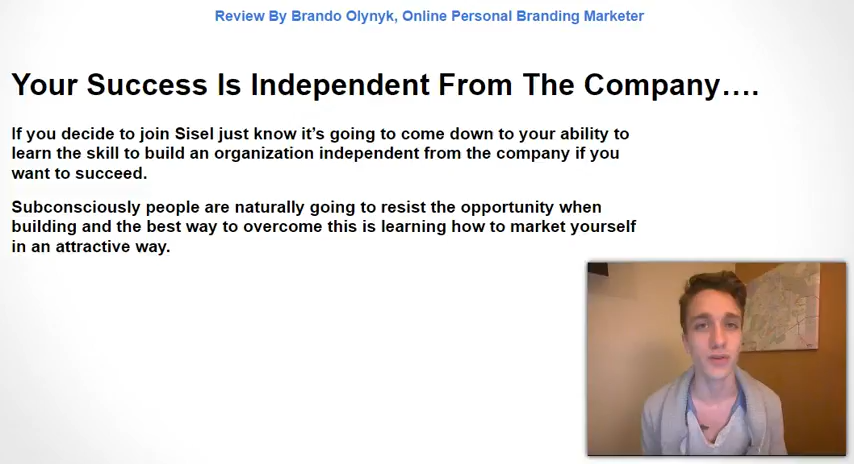 Review By Brando Olynyk, Online Personal Branding Marketer
Your Success Is Independent From The Company….
If you decide to join Sisel just know it’s going to come down to your ability to
learn the skill to build an organization independent from the company if you
want to succeed.
Subconsciously people are naturally going to resist the opportunity when
building and the best way to overcome this is learning how to market yourself
in an attractive way.